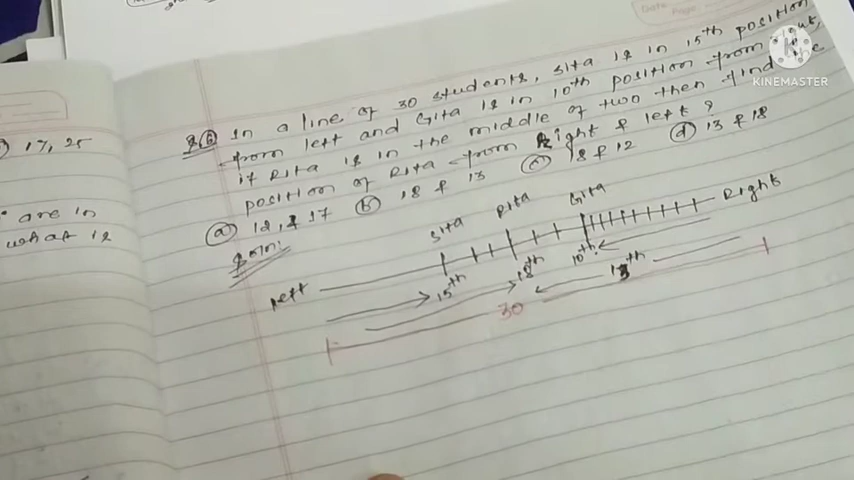 17, 25
are in
what is
Q.6 In a line of 30 students, Sita is in 15th position
from left and Gita is in 10th position from right,
if Rita is in the middle of two then find the
position of Rita from Right & left?
(a) 12, & 17 (b) 18 & 13 (c) 18 & 12 (d) 13 & 18
Sita Rita Gita Right
Left 15th 18th 10th 13th
30
KINEMASTER